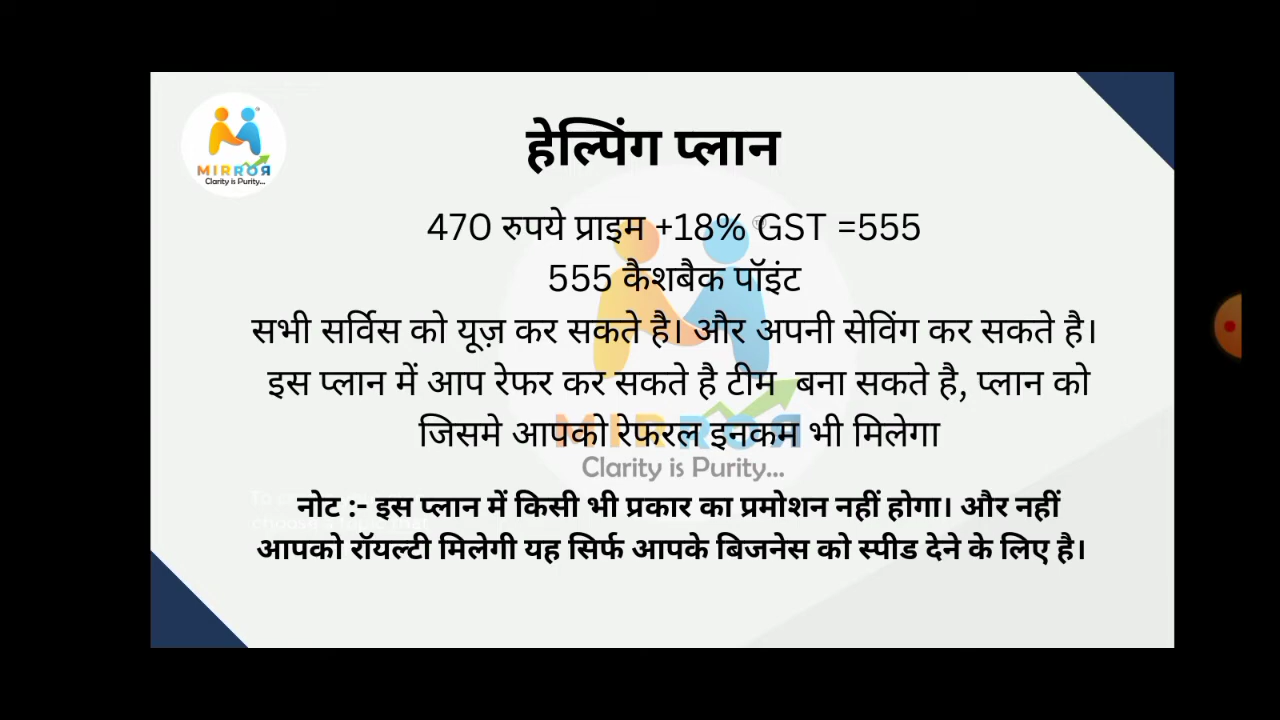 MIRROR
Clarity is Purity...
हेल्पिंग प्लान
470 रुपये प्राइम +18% GST =555
555 कैशबैक पॉइंट
सभी सर्विस को यूज़ कर सकते है। और अपनी सेविंग कर सकते है।
इस प्लान में आप रेफर कर सकते है टीम बना सकते है, प्लान को
जिसमे आपको रेफरल इनकम भी मिलेगा
MIRROR
Clarity is Purity...
नोट :- इस प्लान में किसी भी प्रकार का प्रमोशन नहीं होगा। और नहीं
आपको रॉयल्टी मिलेगी यह सिर्फ आपके बिजनेस को स्पीड देने के लिए है।